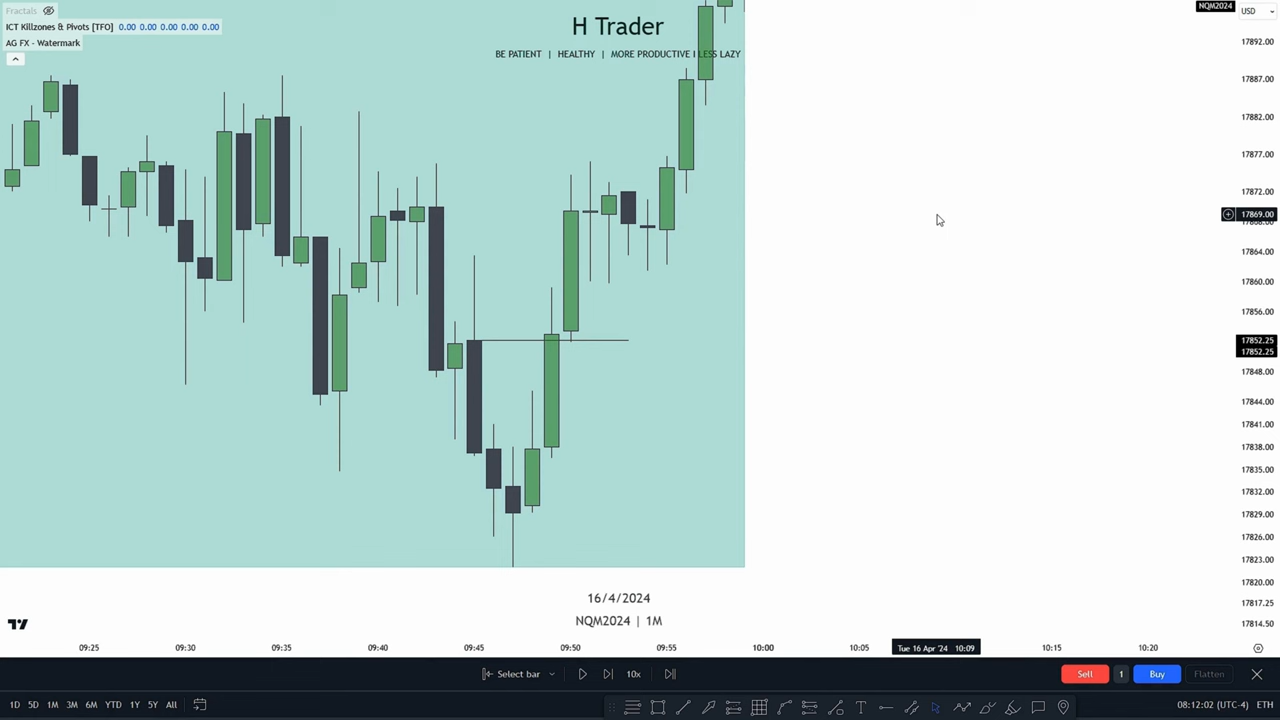 Fractals
ICT Killzones & Pivots [TFO] 0.00 0.00 0.00 0.00 0.00
AG FX - Watermark
H Trader
BE PATIENT | HEALTHY | MORE PRODUCTIVE I LESS LAZY
NQM2024
USD
17892.00
17887.00
17882.00
17877.00
17872.00
17869.00
17864.00
17860.00
17856.00
17852.25
17852.25
17848.00
17844.00
17841.00
17838.00
17835.00
17832.00
17829.00
17826.00
17823.00
17820.00
17817.25
17814.50
16/4/2024
NQM2024 | 1M
09:25 09:30 09:35 09:40 09:45 09:50 09:55 10:00 10:05 Tue 16 Apr '24 10:09 10:15 10:20
Select bar 10x Sell 1 Buy Flatten
1D 5D 1M 3M 6M YTD 1Y 5Y All 08:12:02 (UTC-4) ETH